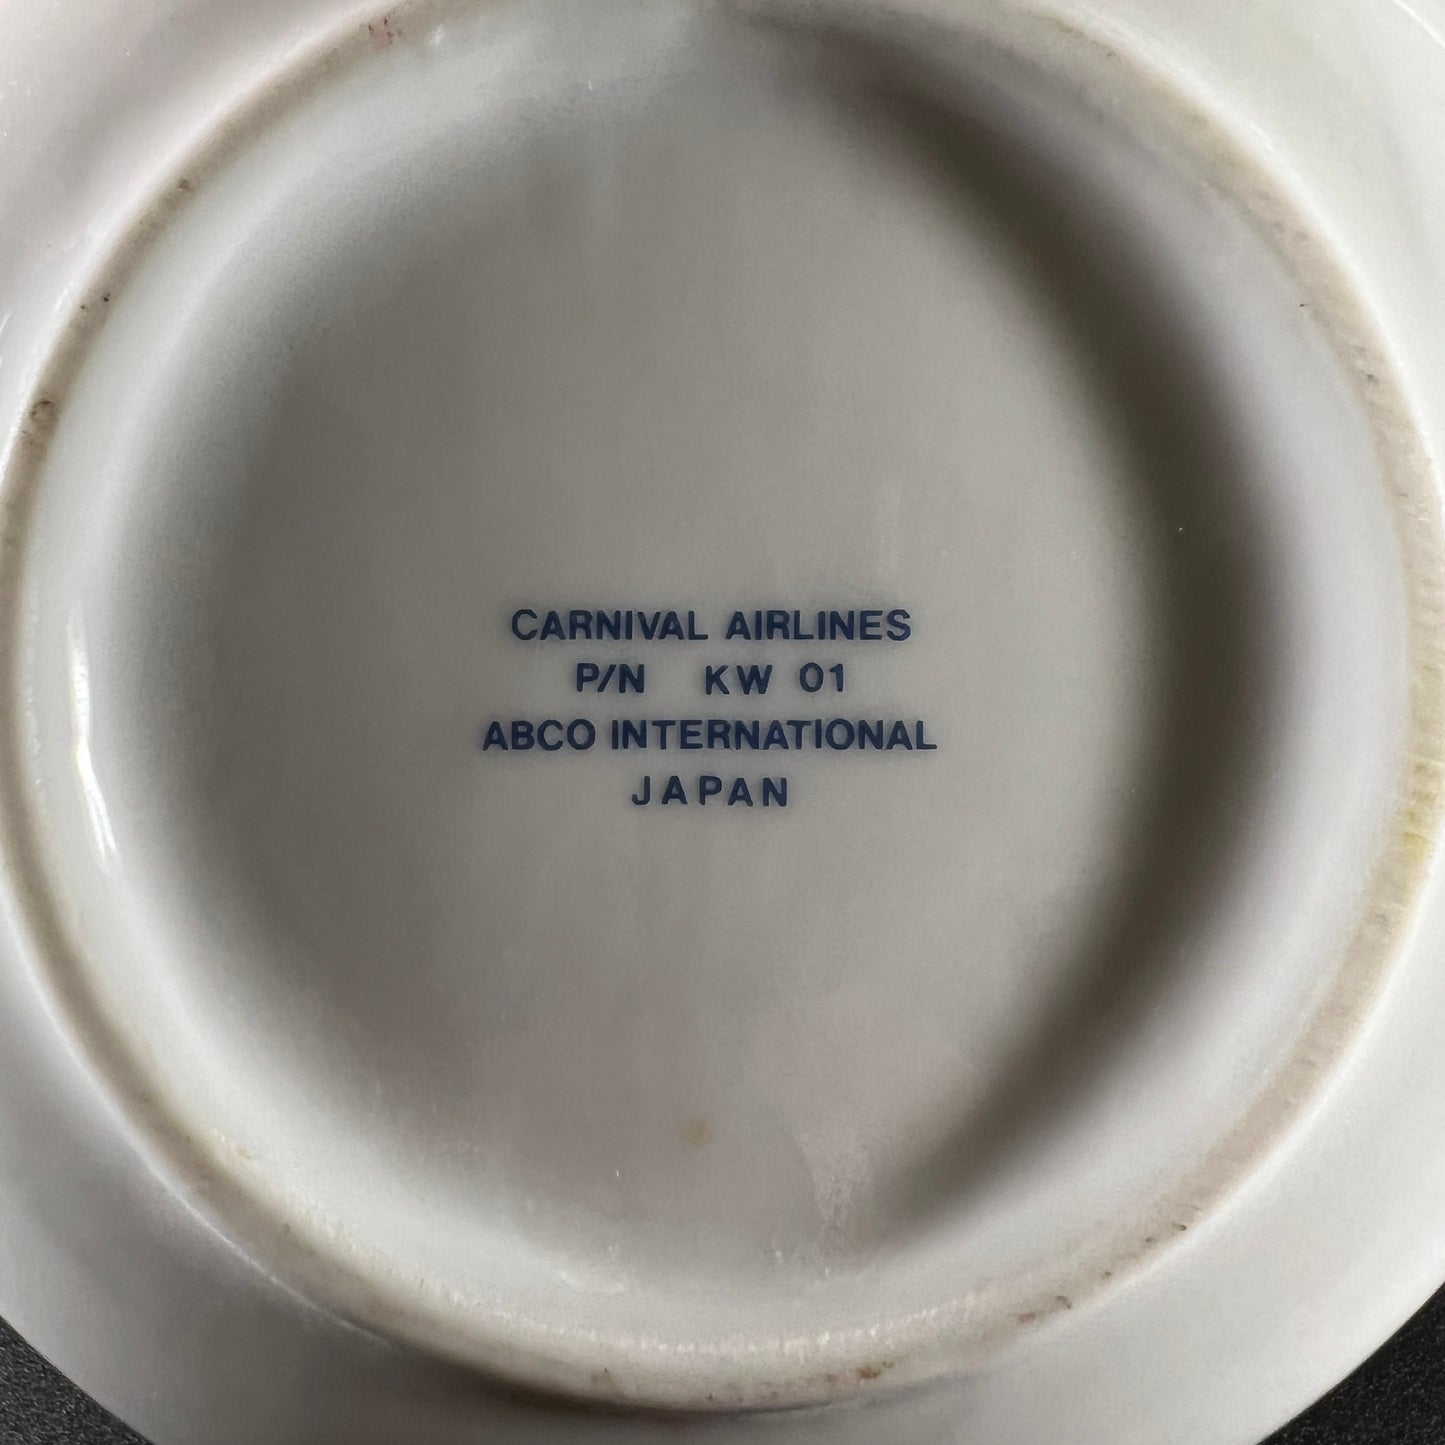 CARNIVAL AIRLINES
P/N KW 01
ABCO INTERNATIONAL
JAPAN